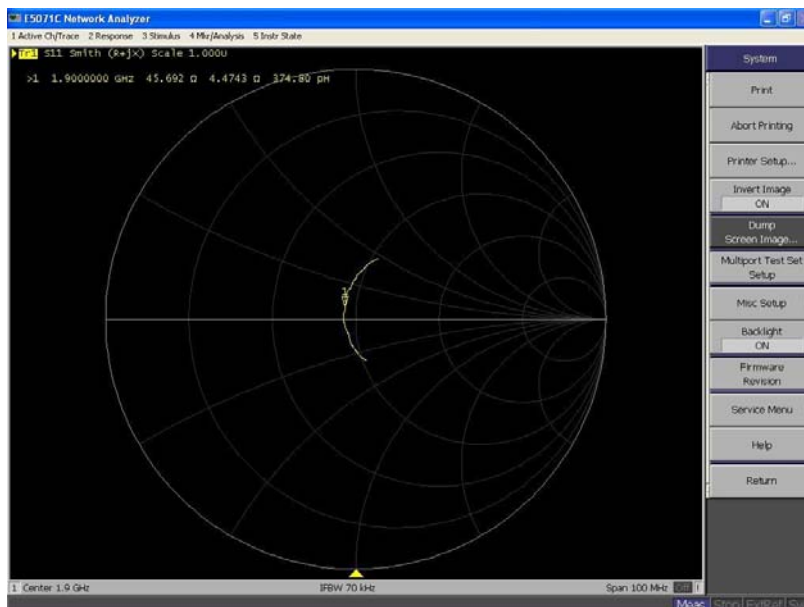 E5071C Network Analyzer
1 Active Ch/Trace 2 Response 3 Stimulus 4 Mkr/Analysis 5 Instr State
Tr1 S11 Smith (R+jX) Scale 1.000U
>1 1.9000000 GHz 45.692 Ω 4.4743 Ω 374.80 pH
System
Print
Abort Printing
Printer Setup...
Invert Image
ON
Dump
Screen Image...
Multiport Test Set
Setup
Misc Setup
Backlight
ON
Firmware
Revision
Service Menu
Help
Return
1 Center 1.9 GHz IFBW 70 kHz Span 100 MHz Off !
Meas Stop ExtRef